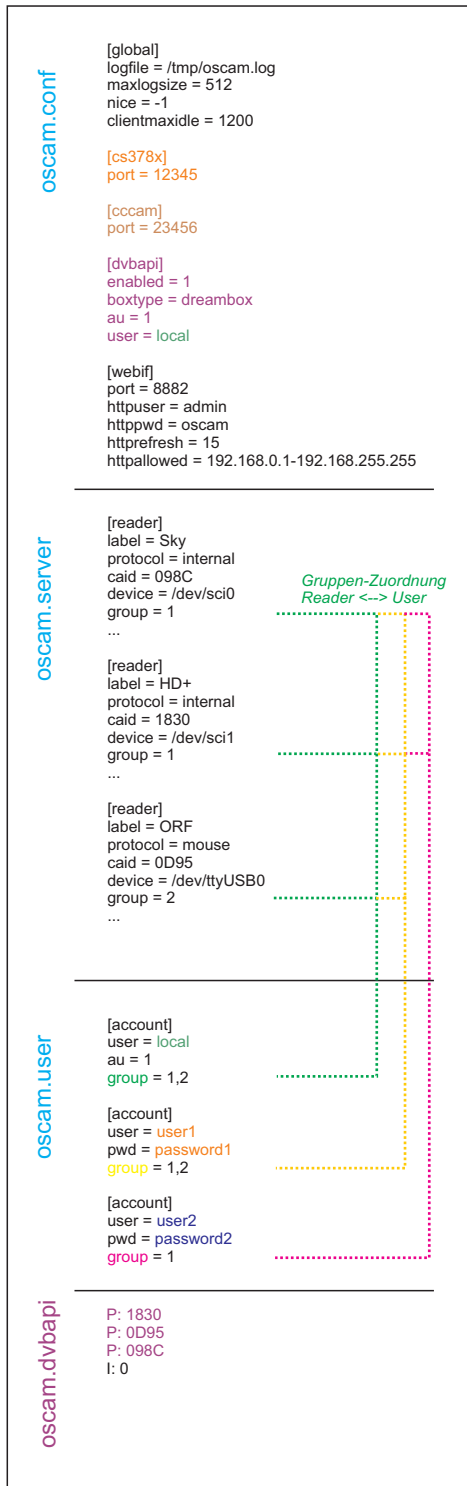 oscam.conf
[global]
logfile = /tmp/oscam.log
maxlogsize = 512
nice = -1
clientmaxidle = 1200
[cs378x]
port = 12345
[cccam]
port = 23456
[dvbapi]
enabled = 1
boxtype = dreambox
au = 1
user = local
[webif]
port = 8882
httpuser = admin
httppwd = oscam
httprefresh = 15
httpallowed = 192.168.0.1-192.168.255.255
oscam.server
[reader]
label = Sky
protocol = internal
caid = 098C
device = /dev/sci0
group = 1
...
Gruppen-Zuordnung
Reader <--> User
[reader]
label = HD+
protocol = internal
caid = 1830
device = /dev/sci1
group = 1
...
[reader]
label = ORF
protocol = mouse
caid = 0D95
device = /dev/ttyUSB0
group = 2
...
oscam.user
[account]
user = local
au = 1
group = 1,2
[account]
user = user1
pwd = password1
group = 1,2
[account]
user = user2
pwd = password2
group = 1
oscam.dvbapi
P: 1830
P: 0D95
P: 098C
I: 0